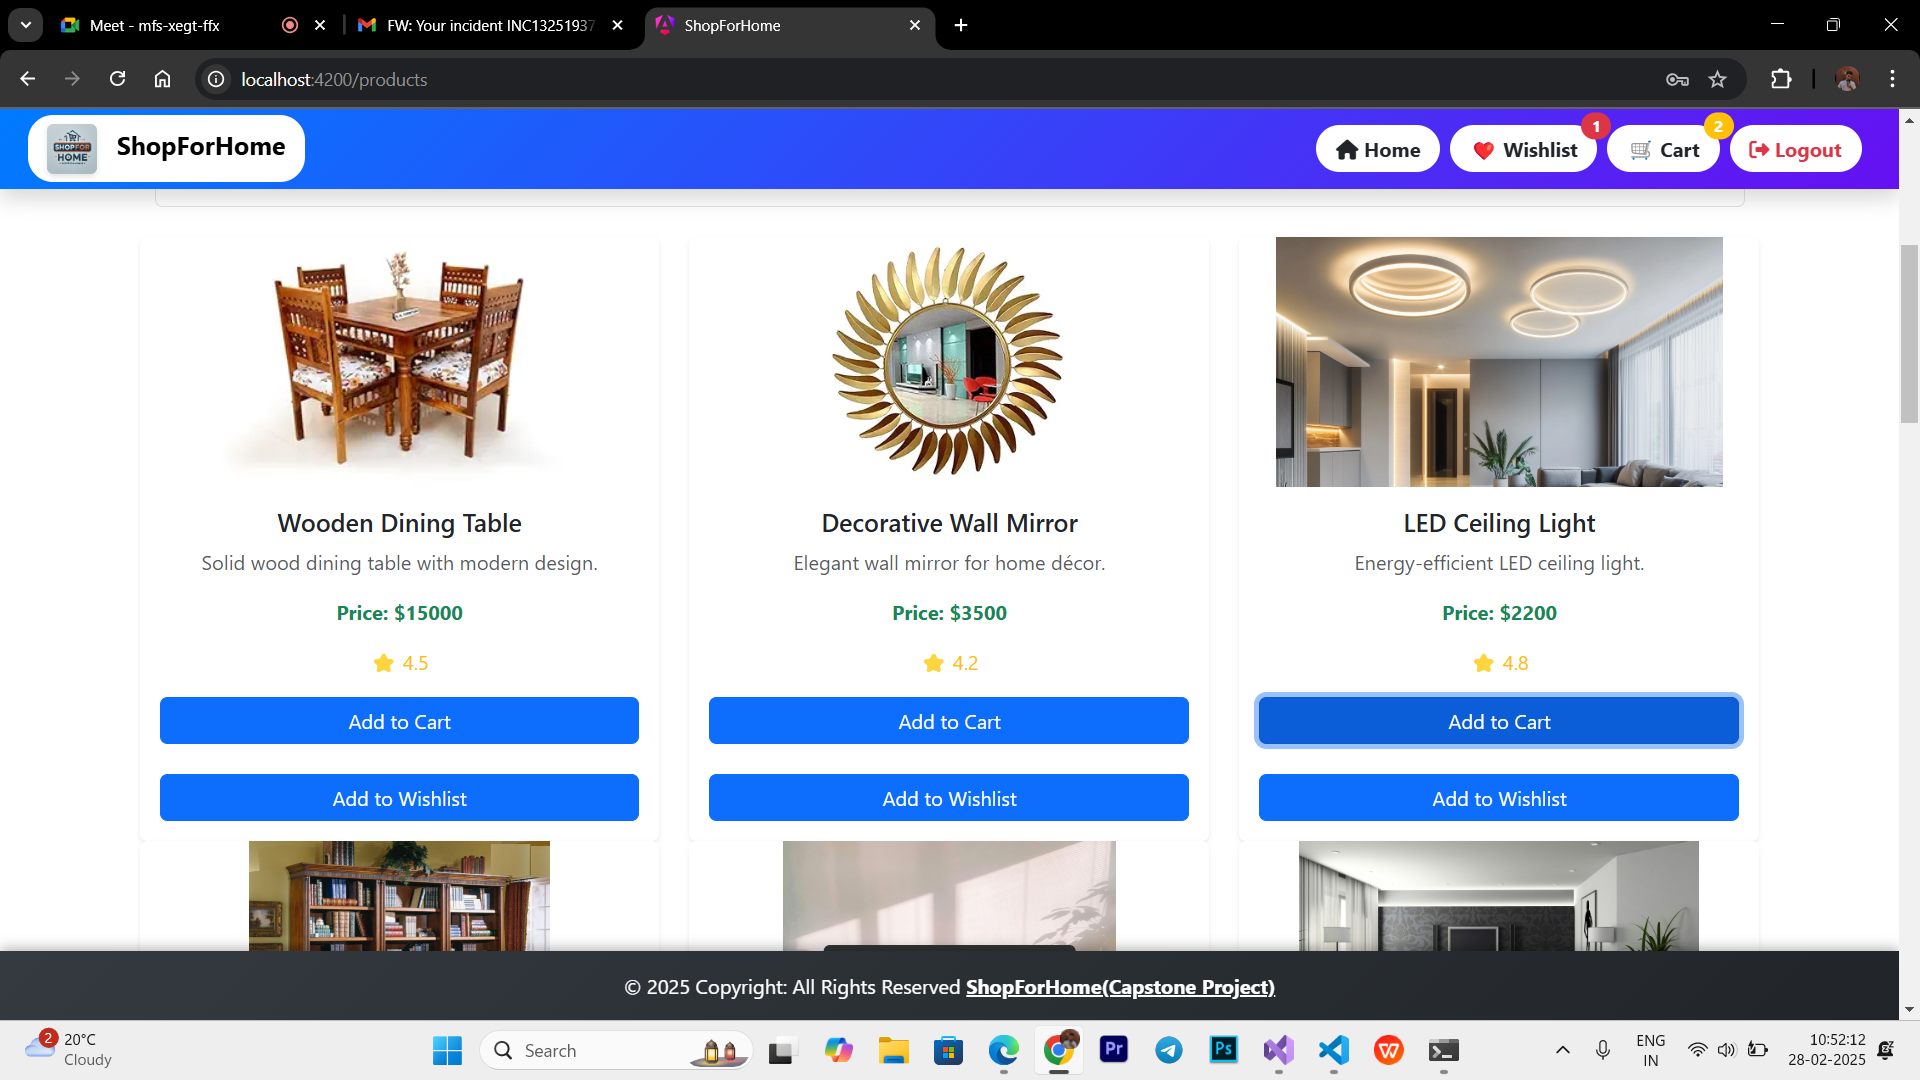 Meet - mfs-xegt-ffx
FW: Your incident INC13251937
ShopForHome
localhost:4200/products
SHOPFOR
HOME
ShopForHome
Home
Wishlist
1
Cart
2
Logout
Wooden Dining Table
Solid wood dining table with modern design.
Price: $15000
4.5
Add to Cart
Add to Wishlist
Decorative Wall Mirror
Elegant wall mirror for home décor.
Price: $3500
4.2
Add to Cart
Add to Wishlist
LED Ceiling Light
Energy-efficient LED ceiling light.
Price: $2200
4.8
Add to Cart
Add to Wishlist
© 2025 Copyright: All Rights Reserved ShopForHome(Capstone Project)
2
20°C
Cloudy
Search
Pr
Ps
ENG
IN
10:52:12
28-02-2025